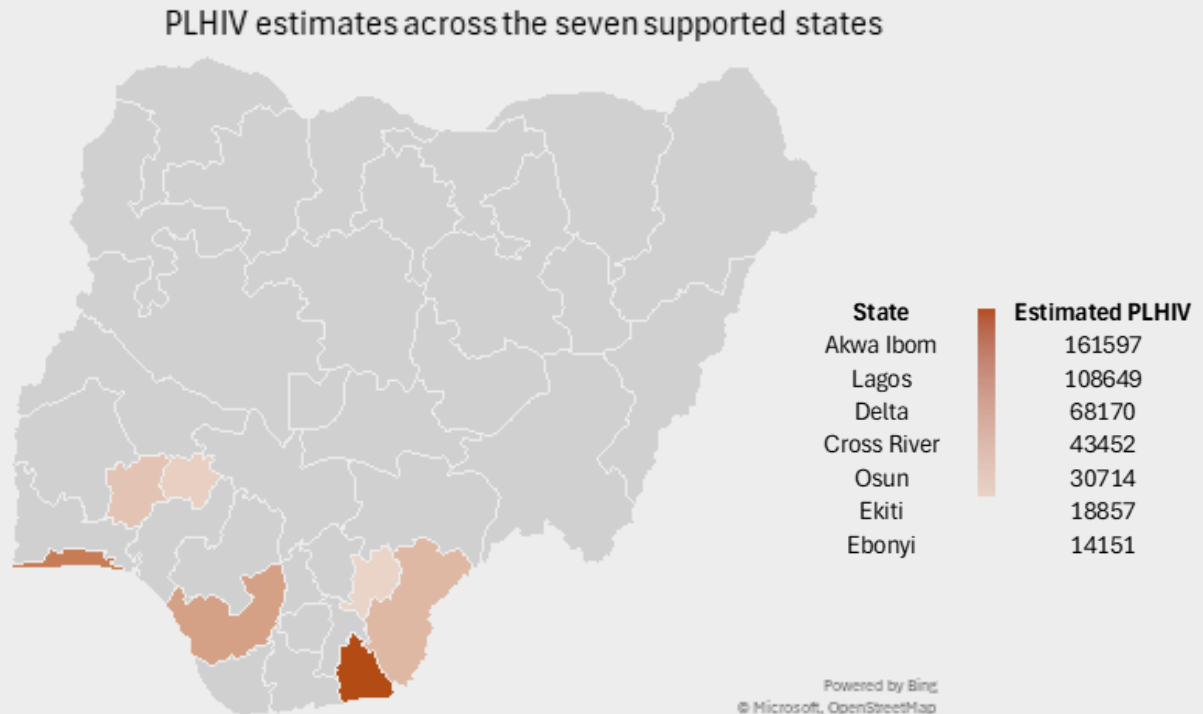 PLHIV estimates across the seven supported states
State Estimated PLHIV
Akwa Ibom 161597
Lagos 108649
Delta 68170
Cross River 43452
Osun 30714
Ekiti 18857
Ebonyi 14151
Powered by Bing
© Microsoft, OpenStreetMap